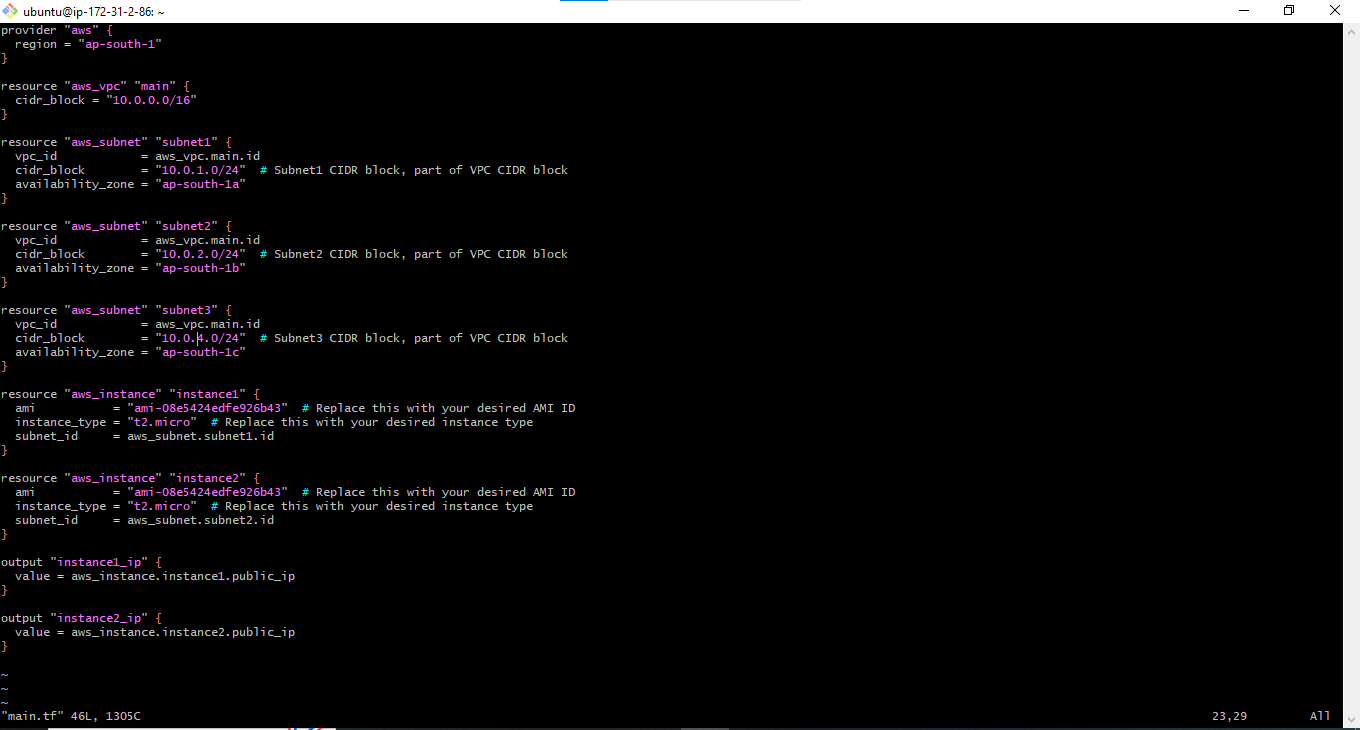 ubuntu@ip-172-31-2-86: ~
provider "aws" {
  region = "ap-south-1"
}

resource "aws_vpc" "main" {
  cidr_block = "10.0.0.0/16"
}

resource "aws_subnet" "subnet1" {
  vpc_id            = aws_vpc.main.id
  cidr_block        = "10.0.1.0/24"  # Subnet1 CIDR block, part of VPC CIDR block
  availability_zone = "ap-south-1a"
}

resource "aws_subnet" "subnet2" {
  vpc_id            = aws_vpc.main.id
  cidr_block        = "10.0.2.0/24"  # Subnet2 CIDR block, part of VPC CIDR block
  availability_zone = "ap-south-1b"
}

resource "aws_subnet" "subnet3" {
  vpc_id            = aws_vpc.main.id
  cidr_block        = "10.0.4.0/24"  # Subnet3 CIDR block, part of VPC CIDR block
  availability_zone = "ap-south-1c"
}

resource "aws_instance" "instance1" {
  ami           = "ami-08e5424edfe926b43"  # Replace this with your desired AMI ID
  instance_type = "t2.micro"  # Replace this with your desired instance type
  subnet_id     = aws_subnet.subnet1.id
}

resource "aws_instance" "instance2" {
  ami           = "ami-08e5424edfe926b43"  # Replace this with your desired AMI ID
  instance_type = "t2.micro"  # Replace this with your desired instance type
  subnet_id     = aws_subnet.subnet2.id
}

output "instance1_ip" {
  value = aws_instance.instance1.public_ip
}

output "instance2_ip" {
  value = aws_instance.instance2.public_ip
}

~
~
~
"main.tf" 46L, 1305C 23,29 All